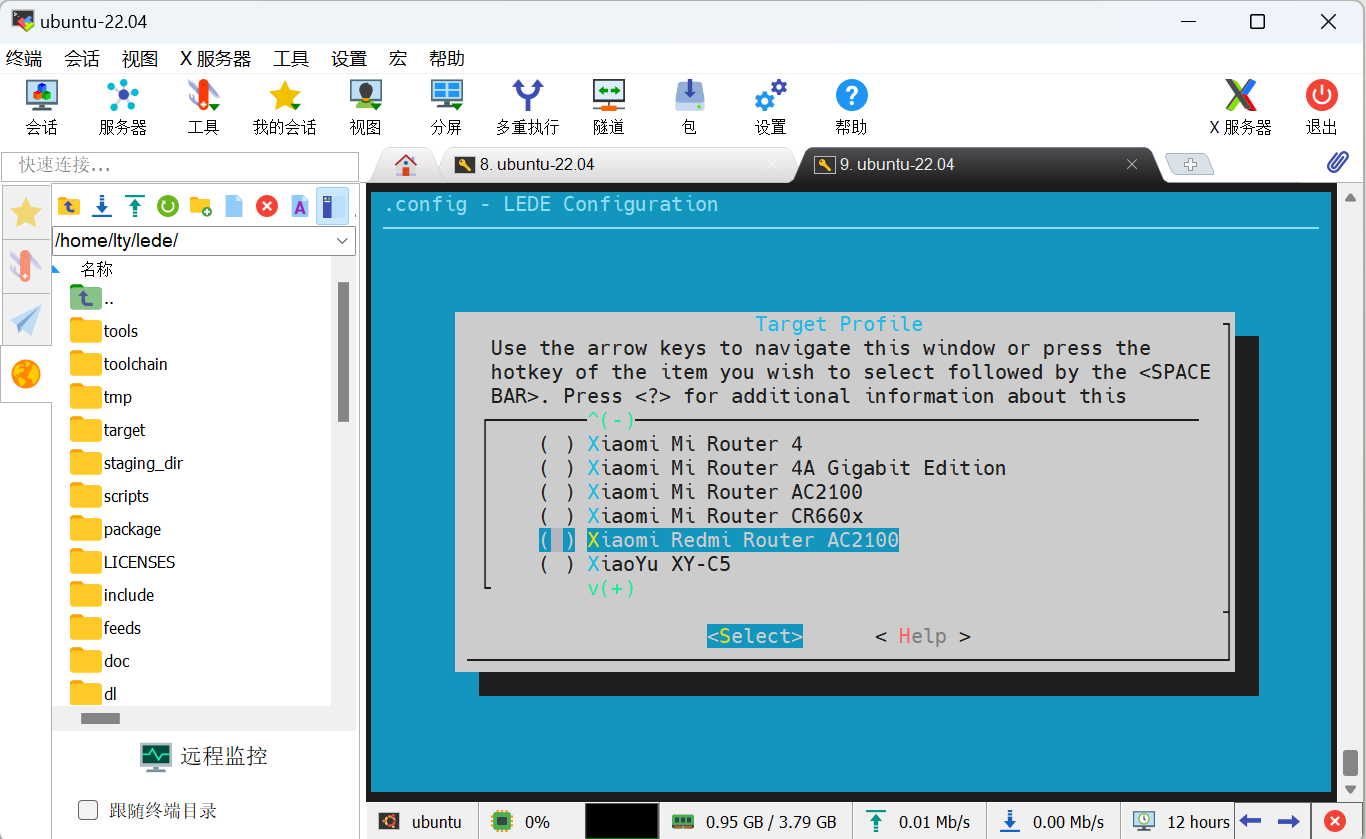 ubuntu-22.04
终端 会话 视图 X 服务器 工具 设置 宏 帮助
会话 服务器 工具 我的会话 视图 分屏 多重执行 隧道 包 设置 帮助 X 服务器 退出
快速连接...
8. ubuntu-22.04
9. ubuntu-22.04
/home/lty/lede/
名称
..
tools
toolchain
tmp
target
staging_dir
scripts
package
LICENSES
include
feeds
doc
dl
远程监控
跟随终端目录
.config - LEDE Configuration
Target Profile
Use the arrow keys to navigate this window or press the
hotkey of the item you wish to select followed by the <SPACE
BAR>. Press <?> for additional information about this
^(-)
( ) Xiaomi Mi Router 4
( ) Xiaomi Mi Router 4A Gigabit Edition
( ) Xiaomi Mi Router AC2100
( ) Xiaomi Mi Router CR660x
( ) Xiaomi Redmi Router AC2100
( ) XiaoYu XY-C5
v(+)
<Select> < Help >
ubuntu 0% 0.95 GB / 3.79 GB 0.01 Mb/s 0.00 Mb/s 12 hours